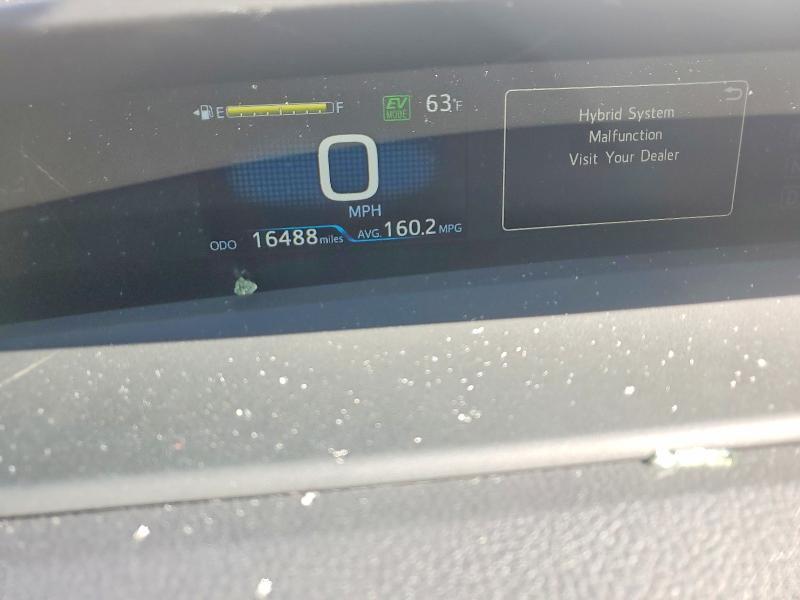 E F
EV
MODE
63°F
0
MPH
ODO 16488 miles AVG. 160.2 MPG
Hybrid System
Malfunction
Visit Your Dealer